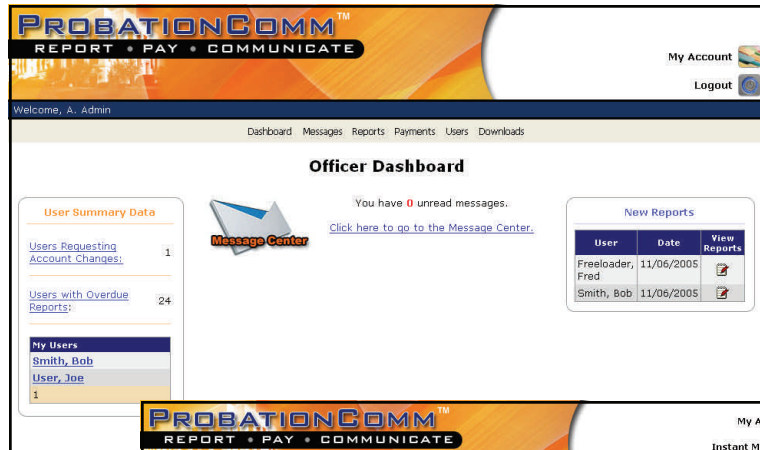 PROBATIONCOMM™
REPORT • PAY • COMMUNICATE
My Account
Logout
Welcome, A. Admin
Dashboard Messages Reports Payments Users Downloads
Officer Dashboard
User Summary Data
Users Requesting
Account Changes: 1
Users with Overdue
Reports: 24
My Users
Smith, Bob
User, Joe
1
Message Center
You have 0 unread messages.
Click here to go to the Message Center.
New Reports
User Date View
Reports
Freeloader, 11/06/2005
Fred
Smith, Bob 11/06/2005
PROBATIONCOMM™
REPORT • PAY • COMMUNICATE
My A
Instant M